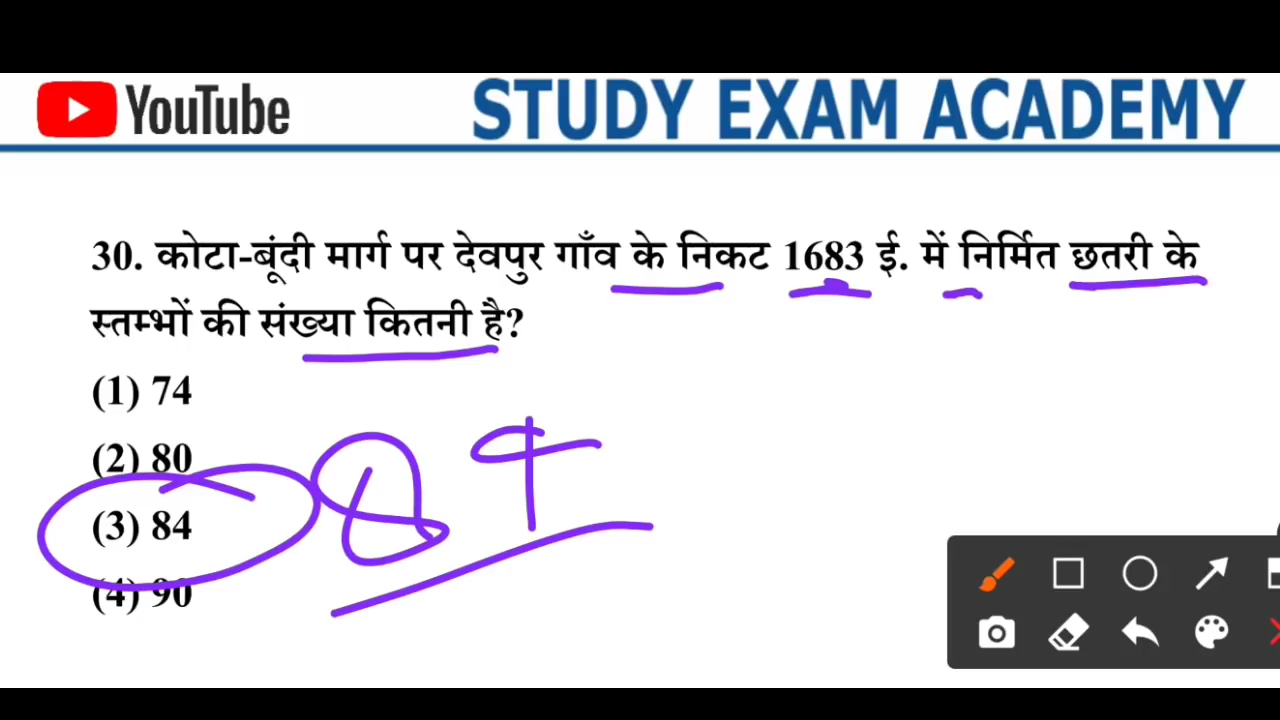 YouTube STUDY EXAM ACADEMY
30. कोटा-बूंदी मार्ग पर देवपुर गाँव के निकट 1683 ई. में निर्मित छतरी के
स्तम्भों की संख्या कितनी है?
(1) 74
(2) 80
(3) 84
84
(4) 90